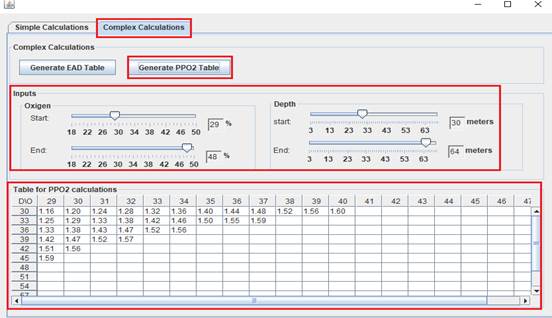 Simple Calculations Complex Calculations
Complex Calculations
Generate EAD Table Generate PPO2 Table
Inputs
Oxigen Depth
Start: 29 % start: 30 meters
18 22 26 30 34 38 42 46 50 3 13 23 33 43 53 63
End: 48 % End: 64 meters
18 22 26 30 34 38 42 46 50 3 13 23 33 43 53 63
Table for PPO2 calculations
D\O 29 30 31 32 33 34 35 36 37 38 39 40 41 42 43 44 45 46 47
30 1.16 1.20 1.24 1.28 1.32 1.36 1.40 1.44 1.48 1.52 1.56 1.60
33 1.25 1.29 1.33 1.38 1.42 1.46 1.50 1.55 1.59
36 1.33 1.38 1.43 1.47 1.52 1.56
39 1.42 1.47 1.52 1.57
42 1.51 1.56
45 1.59
48
51
54
57